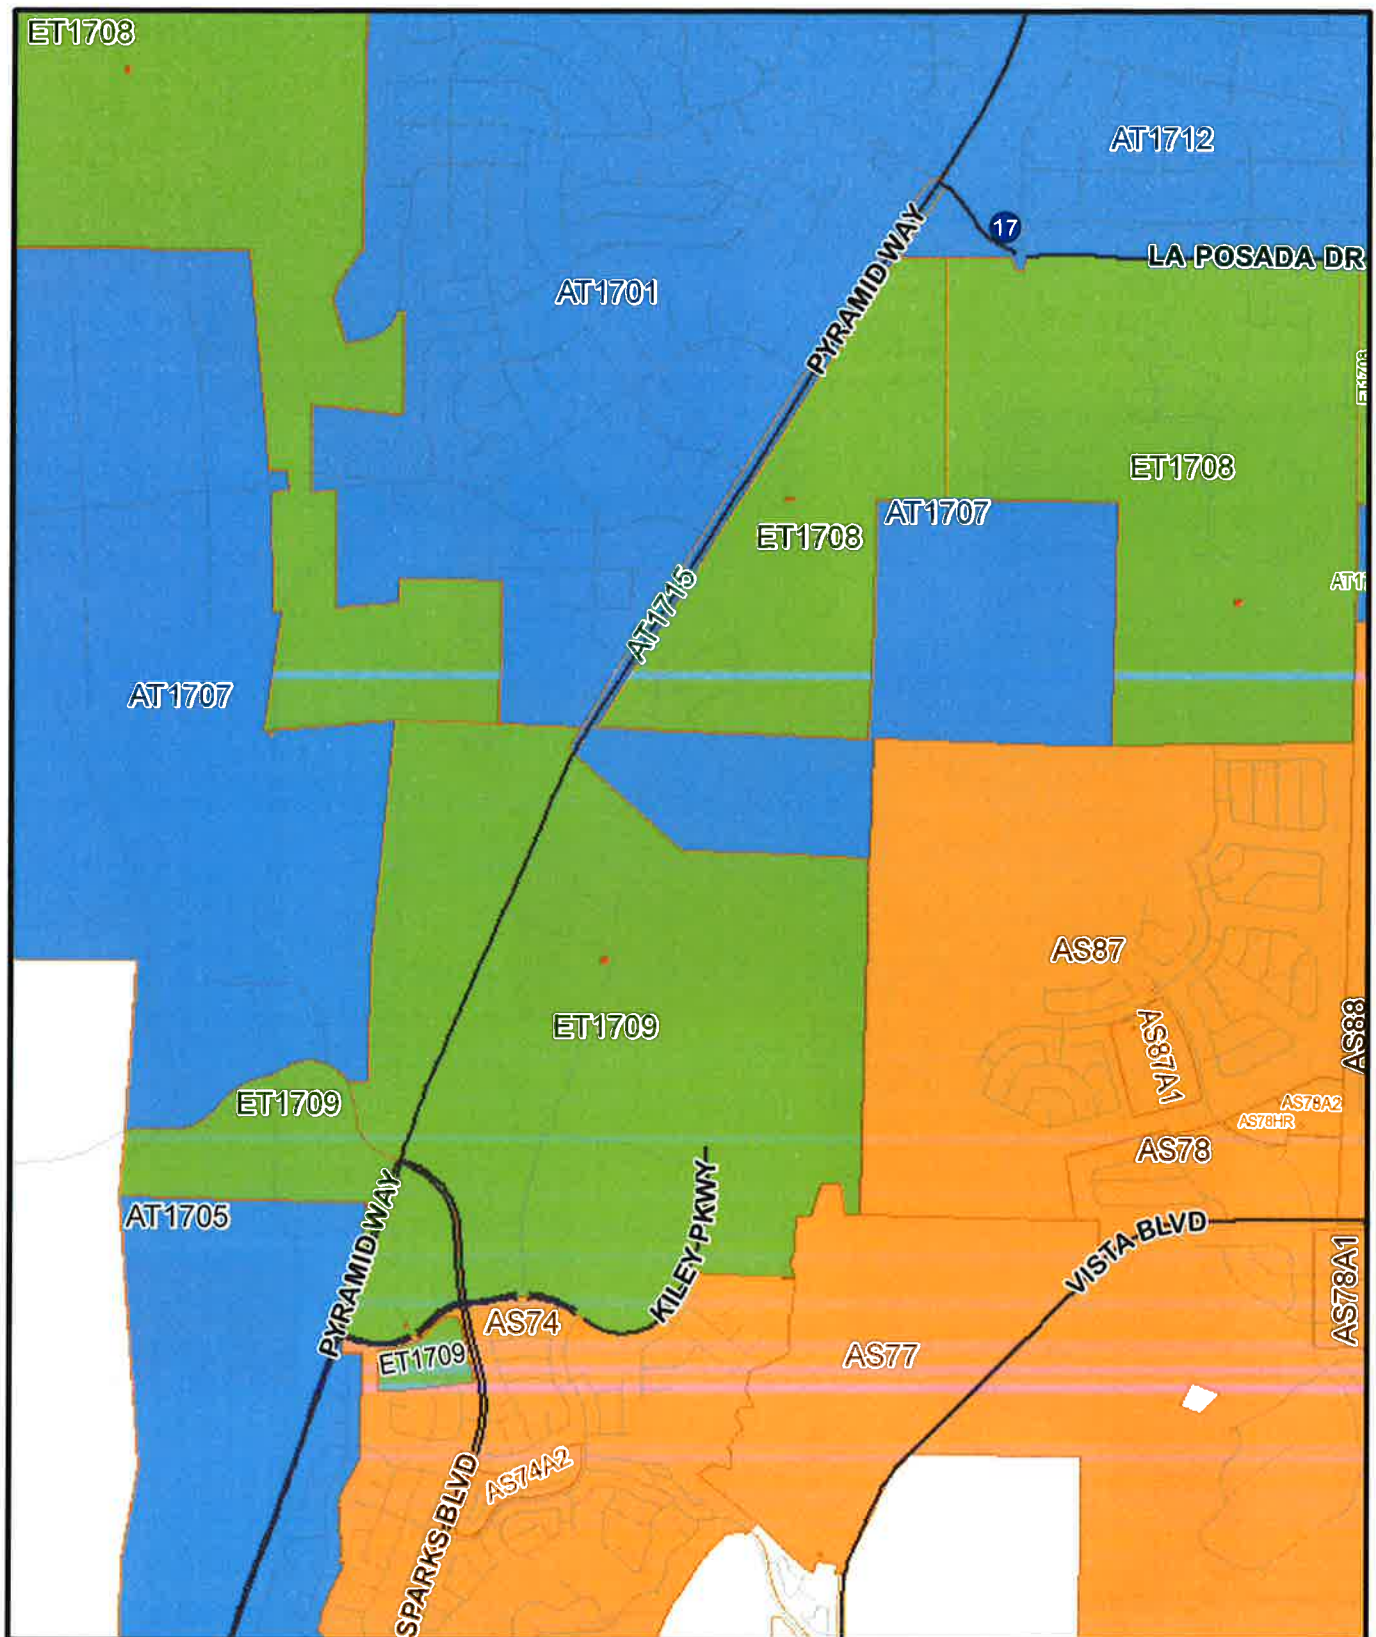 ET1708
AT1712
17
PYRAMID WAY
LA POSADA DR
AT1701
ET1708
ET1708
AT1707
ET1708
AT1715
AT1707
AS87
AS88
AS87A1
ET1709
ET1709
AS78A2
AS78HR
AS78
AT1705
PYRAMID WAY
KILEY PKWY
VISTA BLVD
AS78A1
AS74
ET1709
AS77
AS74A2
SPARKS BLVD